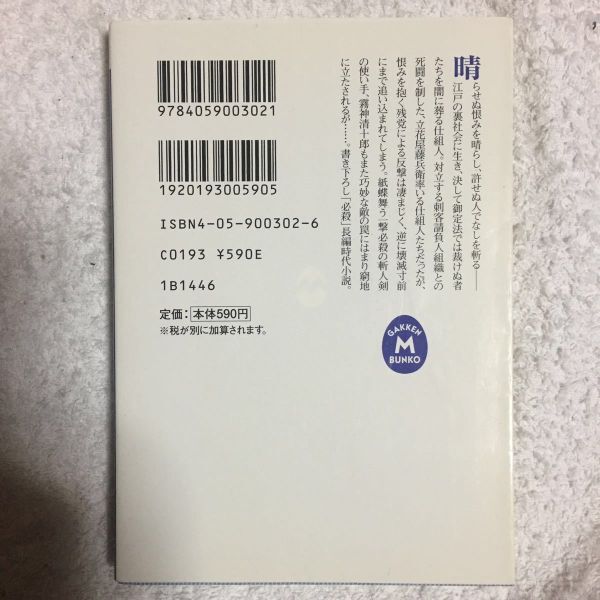 晴らせぬ恨みを晴らし、許せぬ人でなしを斬る――
江戸の裏社会に生き、決して御定法では裁けぬ者
たちを闇に葬る仕組人。対立する刺客請負人組織との
死闘を制した、立花屋藤兵衛率いる仕組人たちだったが、
恨みを抱く残党による反撃は凄まじく、逆に壊滅寸前
にまで追い込まれてしまう。紙蝶舞う一撃必殺の斬人剣
の使い手、霧神清十郎もまた巧妙な敵の罠にはまり窮地
に立たされるが……。書き下ろし「必殺」長編時代小説。
9784059003021
1920193005905
ISBN4-05-900302-6
C0193 ¥590E
1B1446
定価：本体590円
※税が別に加算されます。
GAKKEN
M
BUNKO